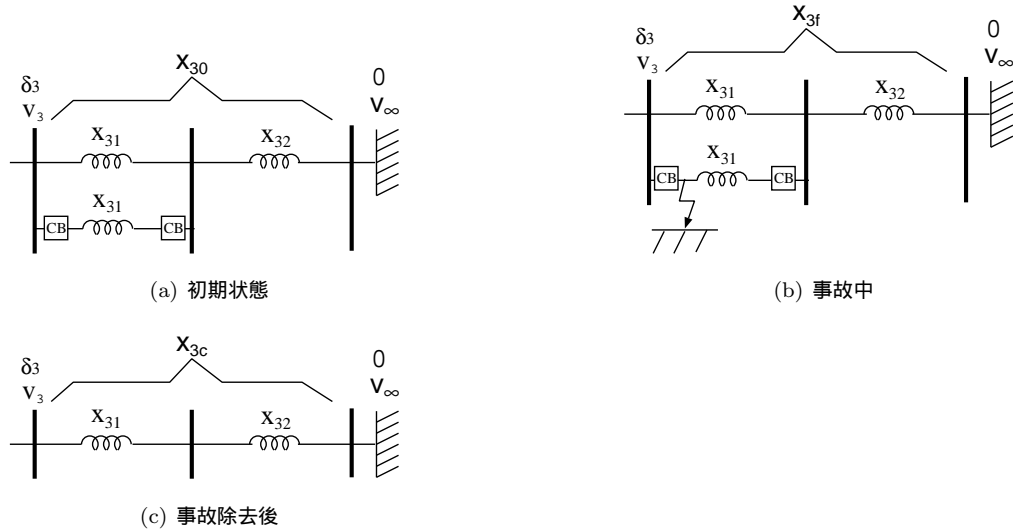 X30
δ3
V3
0
V∞
X31
X32
X31
CB
CB
(a) 初期状態
X3f
δ3
V3
0
V∞
X31
X32
X31
CB
CB
(b) 事故中
X3c
δ3
V3
0
V∞
X31
X32
(c) 事故除去後